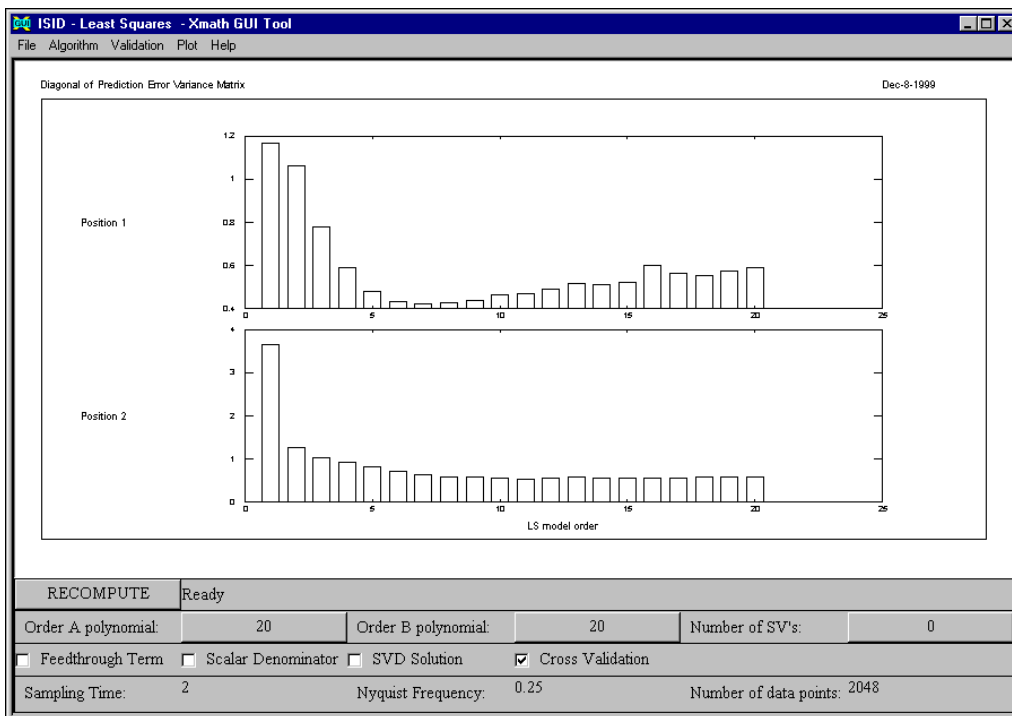 GUI ISID - Least Squares - Xmath GUI Tool
File Algorithm Validation Plot Help
Diagonal of Prediction Error Variance Matrix Dec-8-1999
1.2
1
Position 1 0.8
0.6
0.4
0 5 10 15 20 25
4
3
Position 2 2
1
0
0 5 10 15 20 25
LS model order
RECOMPUTE Ready
Order A polynomial: 20 Order B polynomial: 20 Number of SV's: 0
Feedthrough Term Scalar Denominator SVD Solution Cross Validation
Sampling Time: 2 Nyquist Frequency: 0.25 Number of data points: 2048